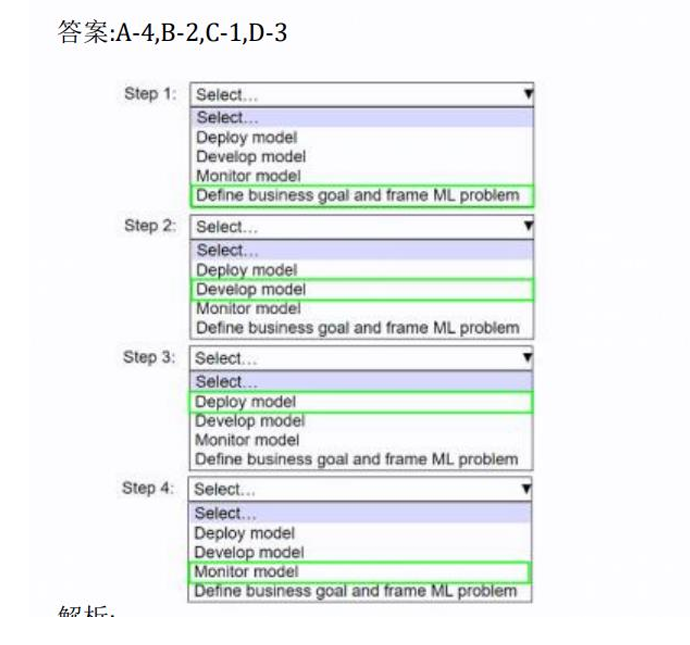 答案:A-4,B-2,C-1,D-3
Step 1: Select...
Select...
Deploy model
Develop model
Monitor model
Define business goal and frame ML problem
Step 2: Select...
Select...
Deploy model
Develop model
Monitor model
Define business goal and frame ML problem
Step 3: Select...
Select...
Deploy model
Develop model
Monitor model
Define business goal and frame ML problem
Step 4: Select...
Select...
Deploy model
Develop model
Monitor model
Define business goal and frame ML problem
解析: